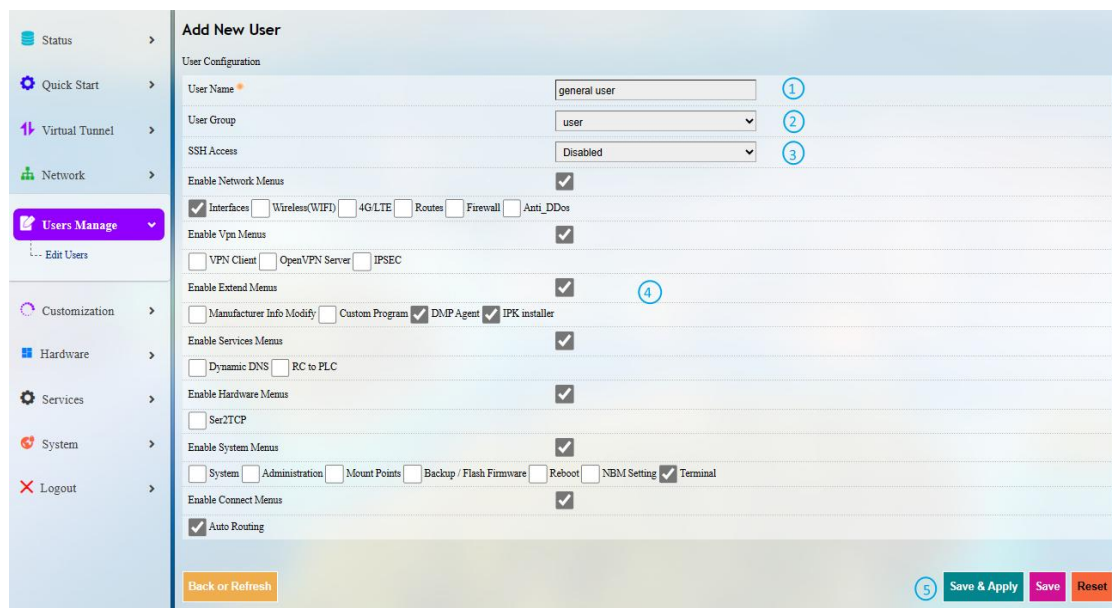 Add New User
Status
User Configuration
Quick Start
User Name *
general user
1
Virtual Tunnel
User Group
user
2
SSH Access
Disabled
3
Network
Enable Network Menus
Interfaces Wireless(WIFI) 4G/LTE Routes Firewall Anti_DDos
Users Manage
Enable Vpn Menus
Edit Users
VPN Client OpenVPN Server IPSEC
Enable Extend Menus
4
Customization
Manufacturer Info Modify Custom Program DMP Agent IPK installer
Enable Services Menus
Hardware
Dynamic DNS RC to PLC
Services
Enable Hardware Menus
Ser2TCP
System
Enable System Menus
System Administration Mount Points Backup / Flash Firmware Reboot NBM Setting Terminal
Logout
Enable Connect Menus
Auto Routing
Back or Refresh
5
Save & Apply
Save
Reset